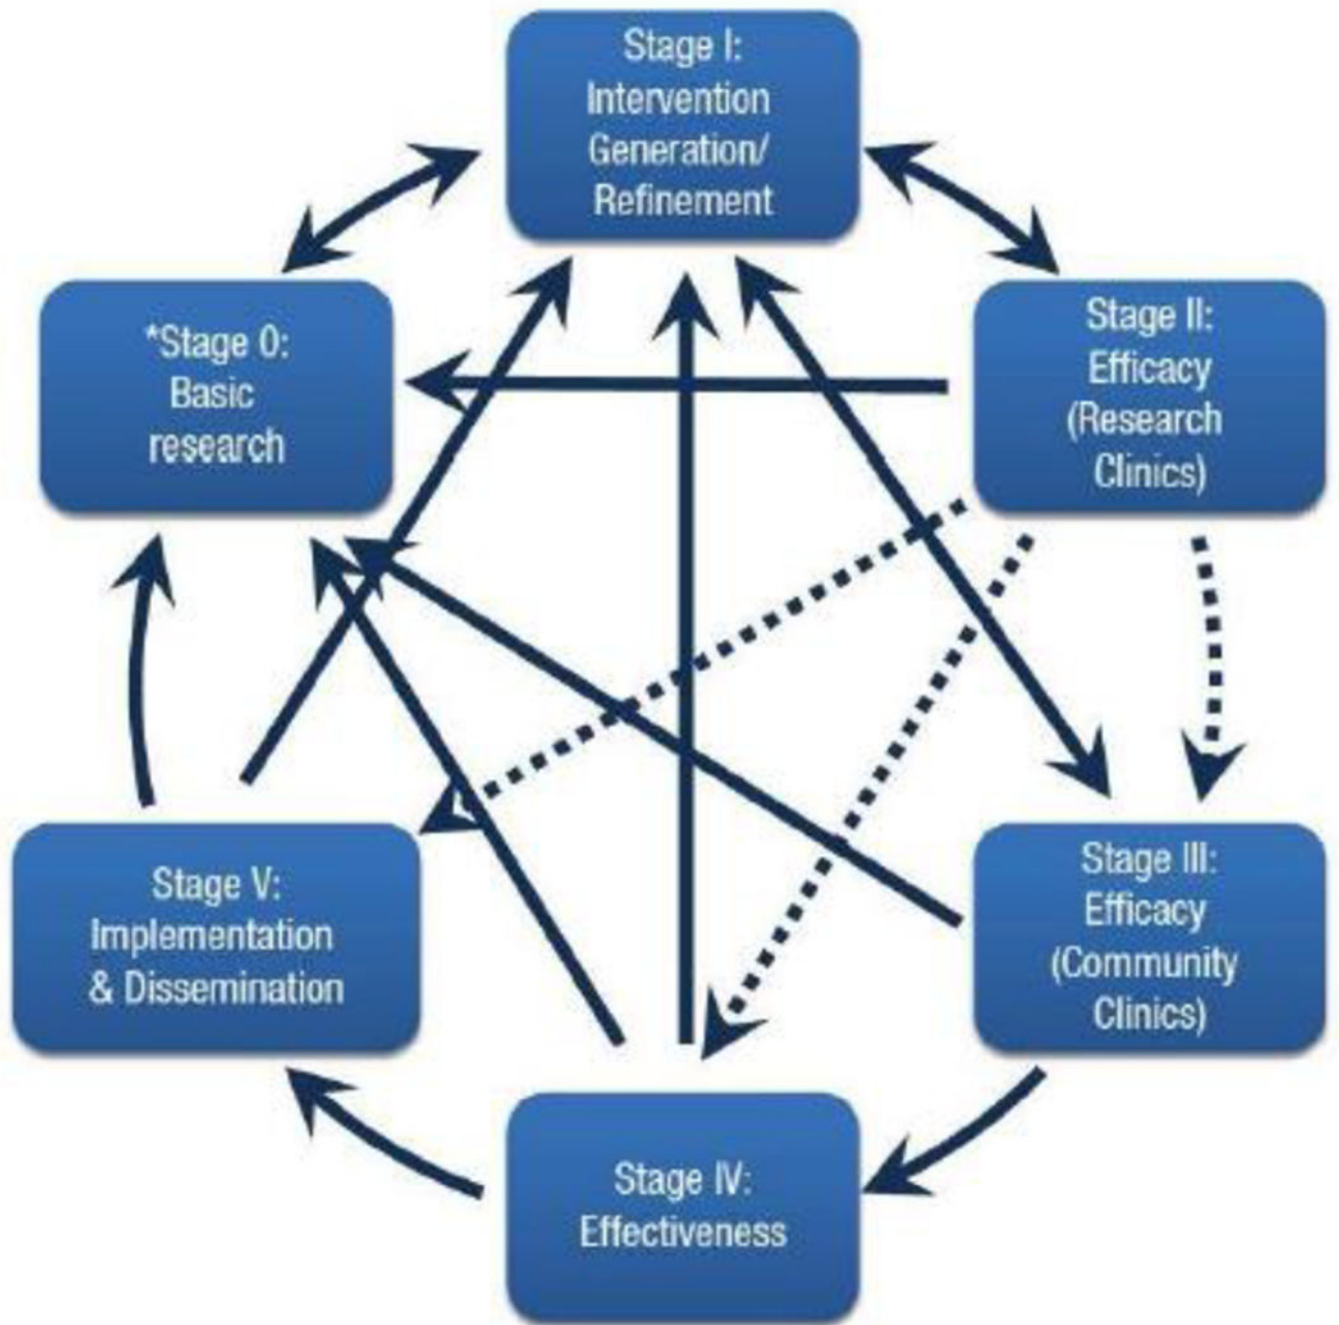 Stage I:
Intervention
Generation/
Refinement
*Stage 0:
Basic
research
Stage II:
Efficacy
(Research
Clinics)
Stage V:
Implementation
& Dissemination
Stage III:
Efficacy
(Community
Clinics)
Stage IV:
Effectiveness